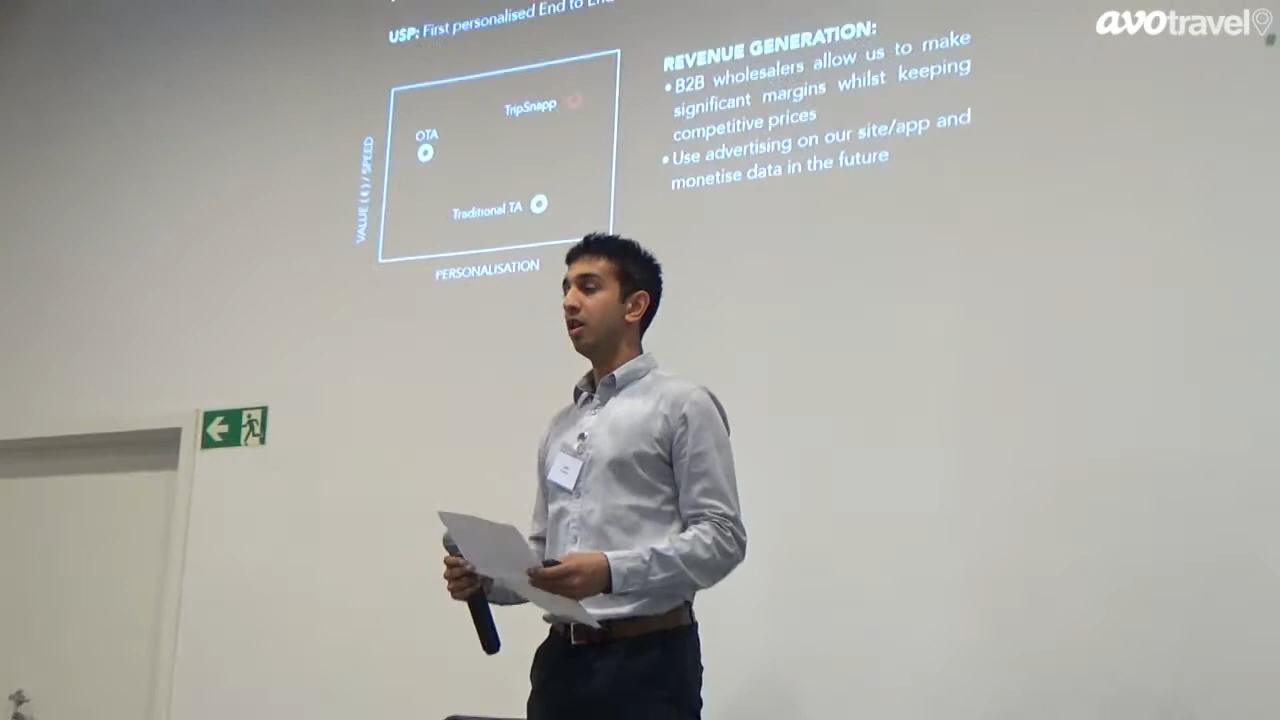 avotravel
USP: First personalised End to End
REVENUE GENERATION:
• B2B wholesalers allow us to make
significant margins whilst keeping
competitive prices
• Use advertising on our site/app and
monetise data in the future
TripSnapp
OTA
Traditional TA
VALUE (€) / SPEED
PERSONALISATION